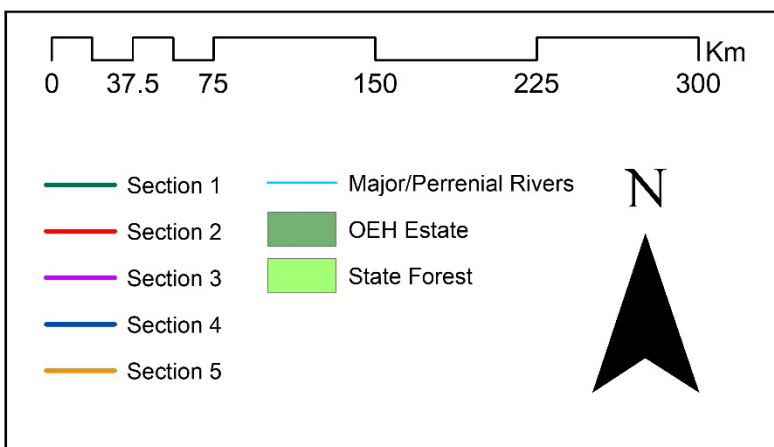 Km
0 37.5 75 150 225 300
Section 1
Section 2
Section 3
Section 4
Section 5
Major/Perrenial Rivers
OEH Estate
State Forest
N